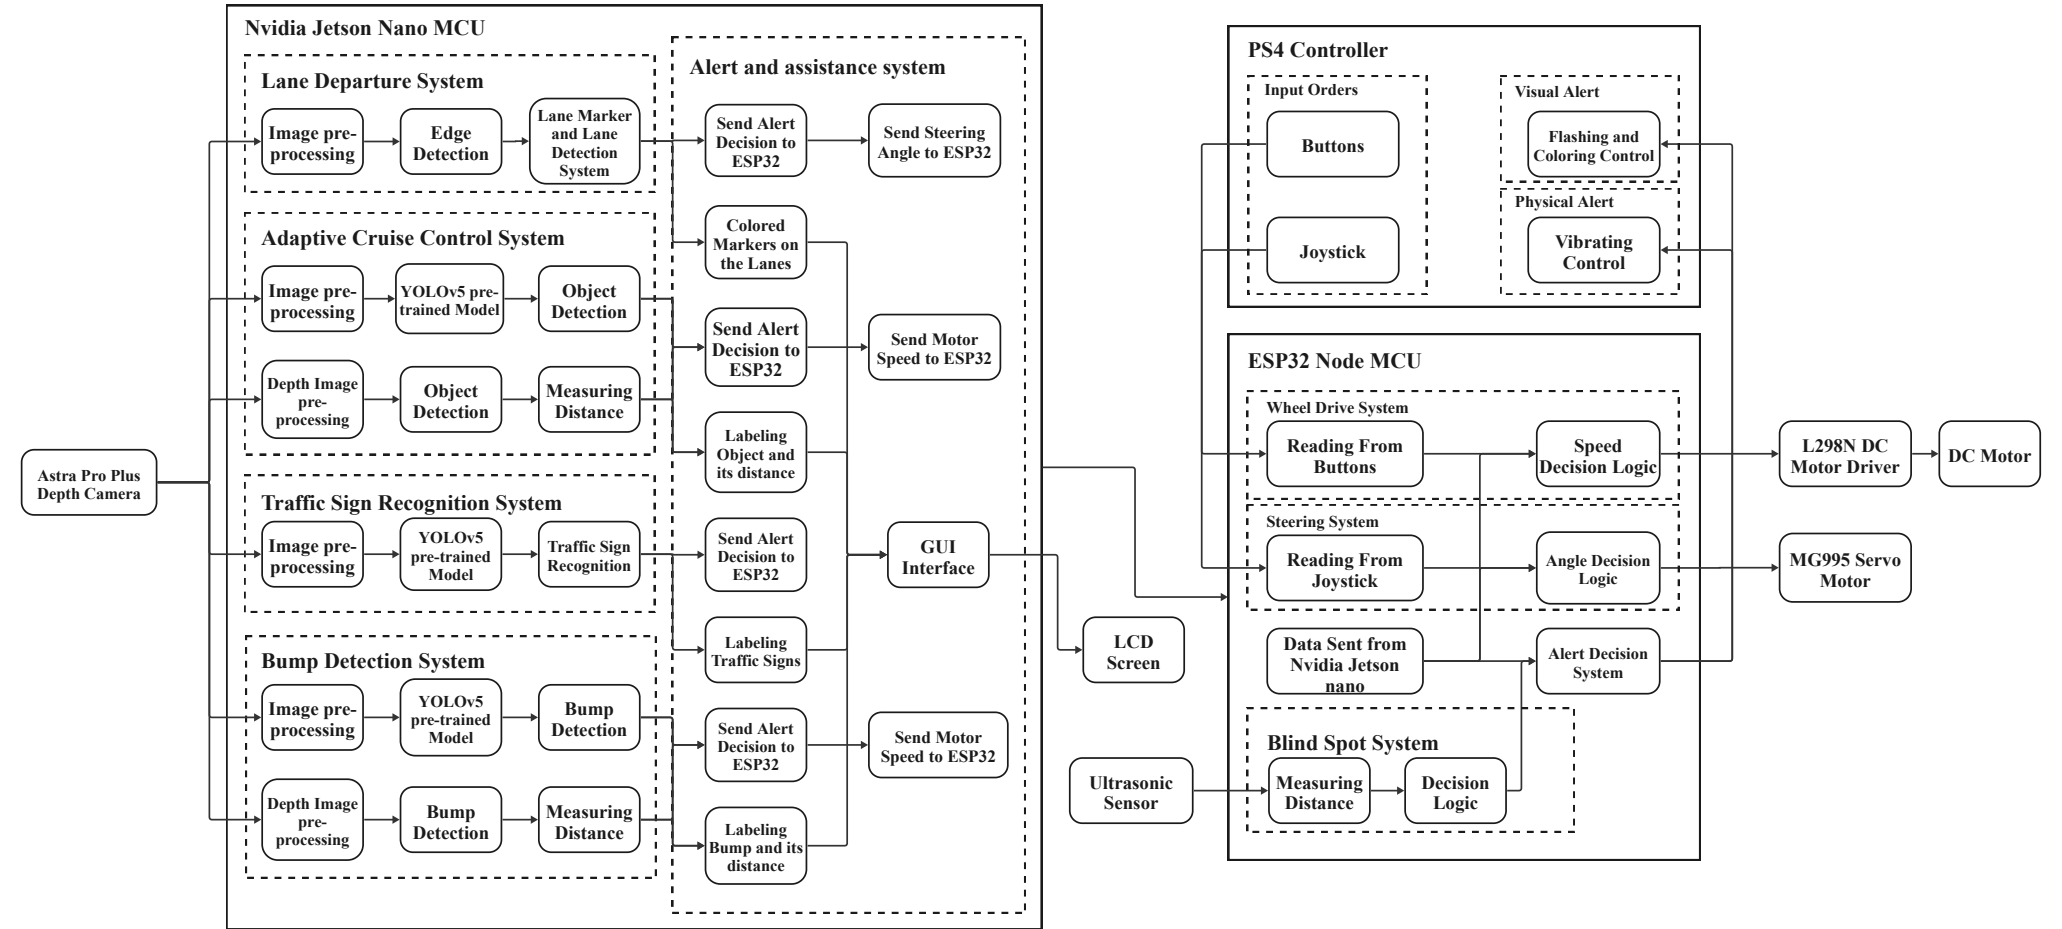 Astra Pro Plus
Depth Camera
Nvidia Jetson Nano MCU
Lane Departure System
Image pre-
processing
Edge
Detection
Lane Marker
and Lane
Detection
System
Adaptive Cruise Control System
Image pre-
processing
YOLOv5 pre-
trained Model
Object
Detection
Depth Image
pre-
processing
Object
Detection
Measuring
Distance
Traffic Sign Recognition System
Image pre-
processing
YOLOv5
pre-trained
Model
Traffic Sign
Recognition
Bump Detection System
Image pre-
processing
YOLOv5
pre-trained
Model
Bump
Detection
Depth Image
pre-
processing
Bump
Detection
Measuring
Distance
Alert and assistance system
Send Alert
Decision to
ESP32
Send Steering
Angle to ESP32
Colored
Markers on
the Lanes
Send Alert
Decision to
ESP32
Send Motor
Speed to ESP32
Labeling
Object and
its distance
Send Alert
Decision to
ESP32
GUI
Interface
Labeling
Traffic Signs
Send Alert
Decision to
ESP32
Send Motor
Speed to ESP32
Labeling
Bump and its
distance
LCD
Screen
PS4 Controller
Input Orders
Buttons
Joystick
Visual Alert
Flashing and
Coloring Control
Physical Alert
Vibrating
Control
ESP32 Node MCU
Wheel Drive System
Reading From
Buttons
Speed
Decision Logic
Steering System
Reading From
Joystick
Angle Decision
Logic
Data Sent from
Nvidia Jetson
nano
Alert Decision
System
Blind Spot System
Measuring
Distance
Decision
Logic
Ultrasonic
Sensor
L298N DC
Motor Driver
DC Motor
MG995 Servo
Motor